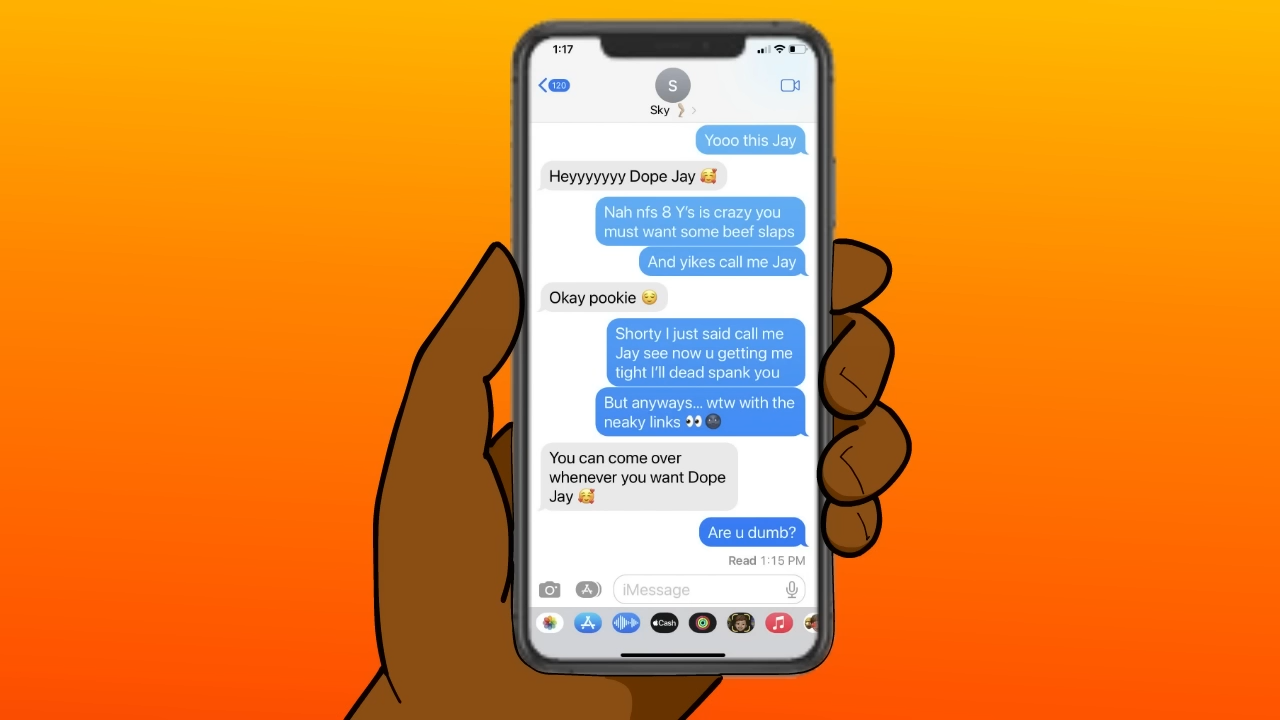 1:17
120
S
Sky
Yooo this Jay
Heyyyyyyy Dope Jay 🥰
Nah nfs 8 Y's is crazy you
must want some beef slaps
And yikes call me Jay
Okay pookie 😏
Shorty I just said call me
Jay see now u getting me
tight I'll dead spank you
But anyways... wtw with the
neaky links 👀🌚
You can come over
whenever you want Dope
Jay 🥰
Are u dumb?
Read 1:15 PM
iMessage
Cash